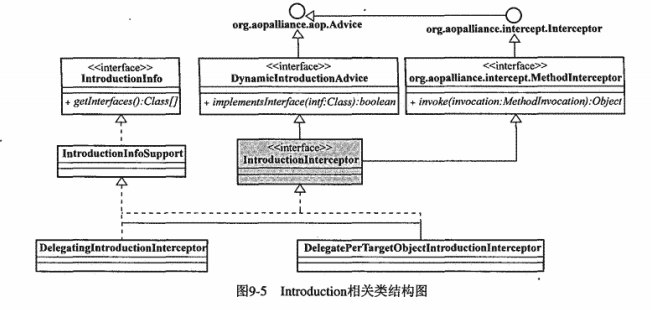 org.aopalliance.aop.Advice
org.aopalliance.intercept.Interceptor
<<interface>>
IntroductionInfo
+ getInterfaces():Class[]
<<interface>>
DynamicIntroductionAdvice
+ implementsInterface(intf:Class):boolean
<<interface>>
org.aopalliance.intercept.MethodInterceptor
+ invoke(invocation:MethodInvocation):Object
IntroductionInfoSupport
<<interface>>
IntroductionInterceptor
DelegatingIntroductionInterceptor
DelegatePerTargetObjectIntroductionInterceptor
图9-5 Introduction相关类结构图